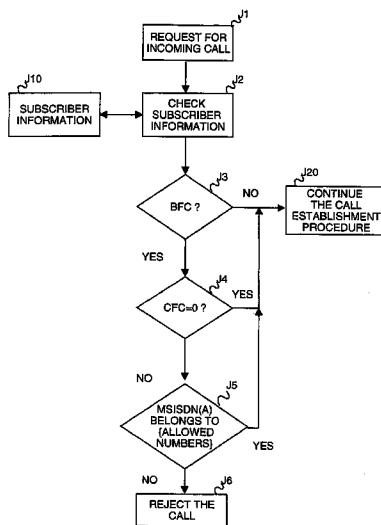 J1
REQUEST FOR
INCOMING CALL
J10
SUBSCRIBER
INFORMATION
J2
CHECK
SUBSCRIBER
INFORMATION
J3
BFC ?
NO
J20
CONTINUE
THE CALL
ESTABLISHMENT
PROCEDURE
YES
J4
CFC=0 ?
YES
NO
J5
MSISDN(A)
BELONGS TO
{ALLOWED
NUMBERS}
YES
NO
J6
REJECT THE
CALL